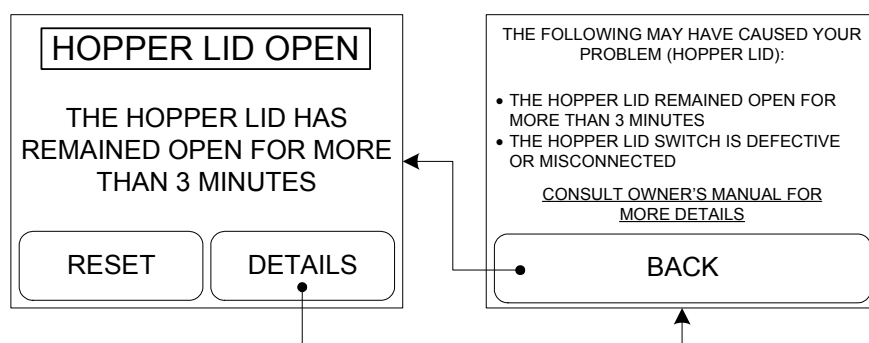 HOPPER LID OPEN
THE HOPPER LID HAS
REMAINED OPEN FOR MORE
THAN 3 MINUTES
RESET
DETAILS
THE FOLLOWING MAY HAVE CAUSED YOUR
PROBLEM (HOPPER LID):
• THE HOPPER LID REMAINED OPEN FOR
MORE THAN 3 MINUTES
• THE HOPPER LID SWITCH IS DEFECTIVE
OR MISCONNECTED
CONSULT OWNER'S MANUAL FOR
MORE DETAILS
BACK